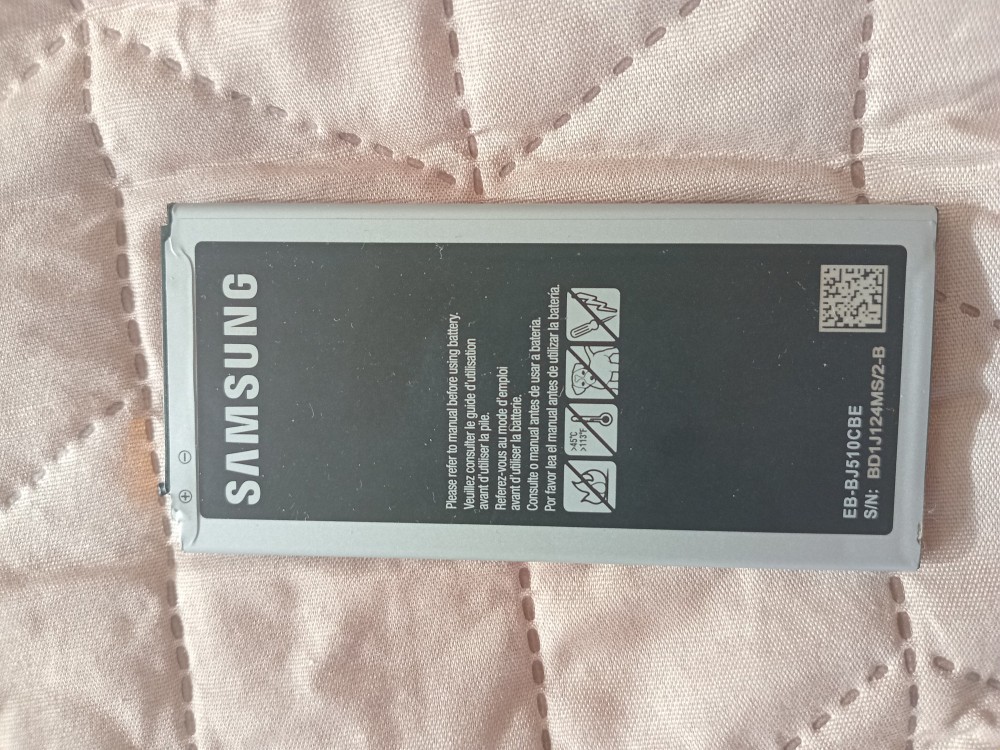 ⊕ ⊖
SAMSUNG
Please refer to manual before using battery.
Veuillez consulter le guide d'utilisation
avant d'utiliser la pile.
Referez-vous au mode d'emploi
avant d'utiliser la batterie.
Consulte o manual antes de usar a bateria.
Por favor lea el manual antes de utilizar la batería.
>45°C
>113°F
EB-BJ510CBE
S/N: BD1J124MS/2-B